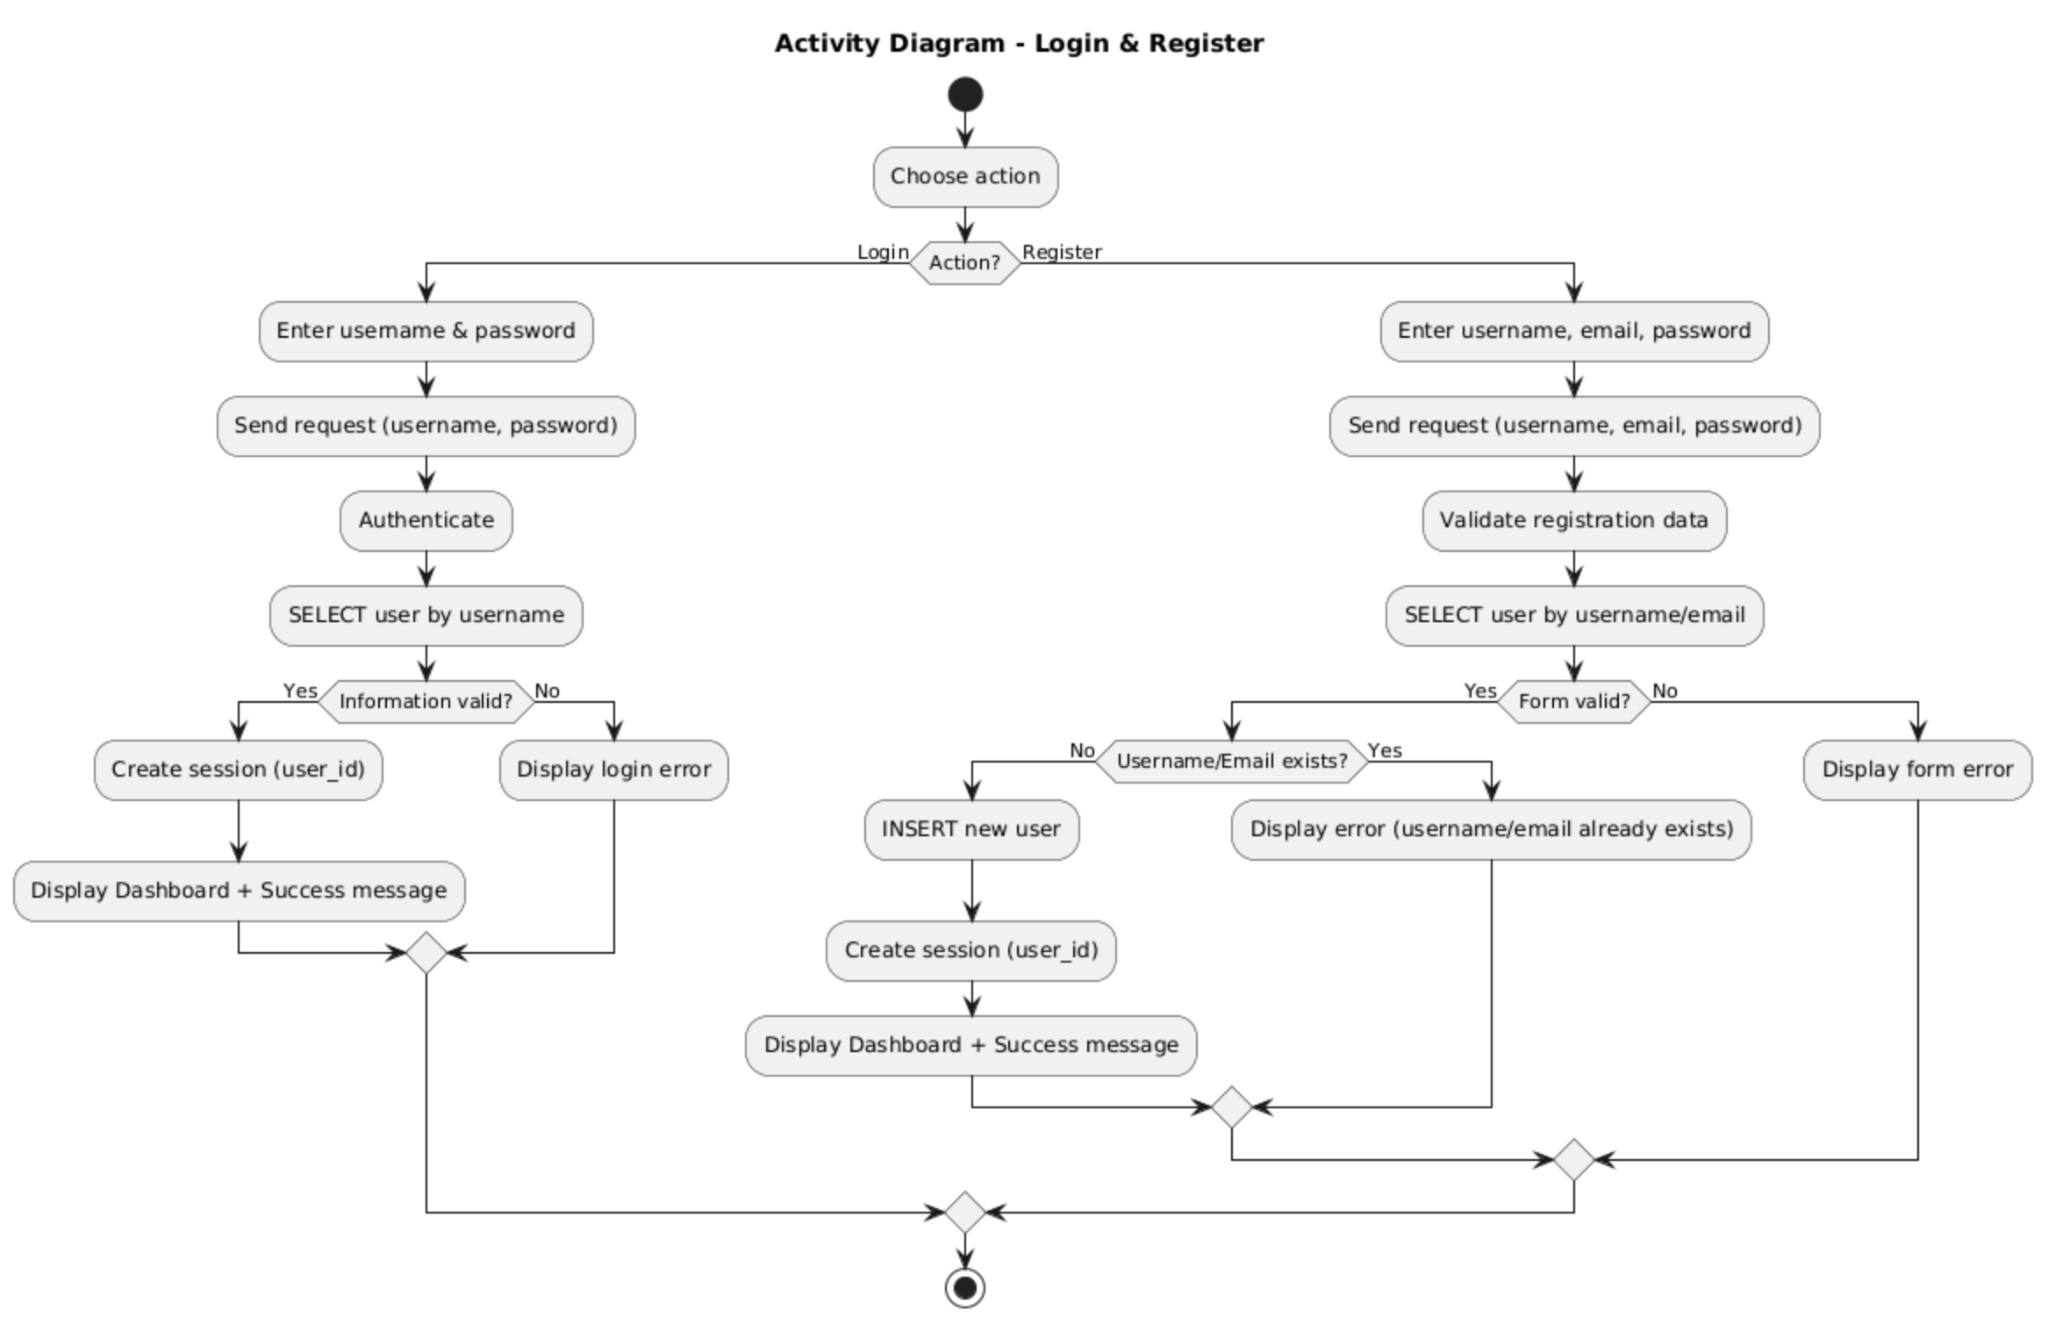 Activity Diagram - Login & Register
Choose action
Login
Action?
Register
Enter username & password
Send request (username, password)
Authenticate
SELECT user by username
Yes
Information valid?
No
Create session (user_id)
Display login error
Display Dashboard + Success message
Enter username, email, password
Send request (username, email, password)
Validate registration data
SELECT user by username/email
Yes
Form valid?
No
No
Username/Email exists?
Yes
Display form error
INSERT new user
Display error (username/email already exists)
Create session (user_id)
Display Dashboard + Success message